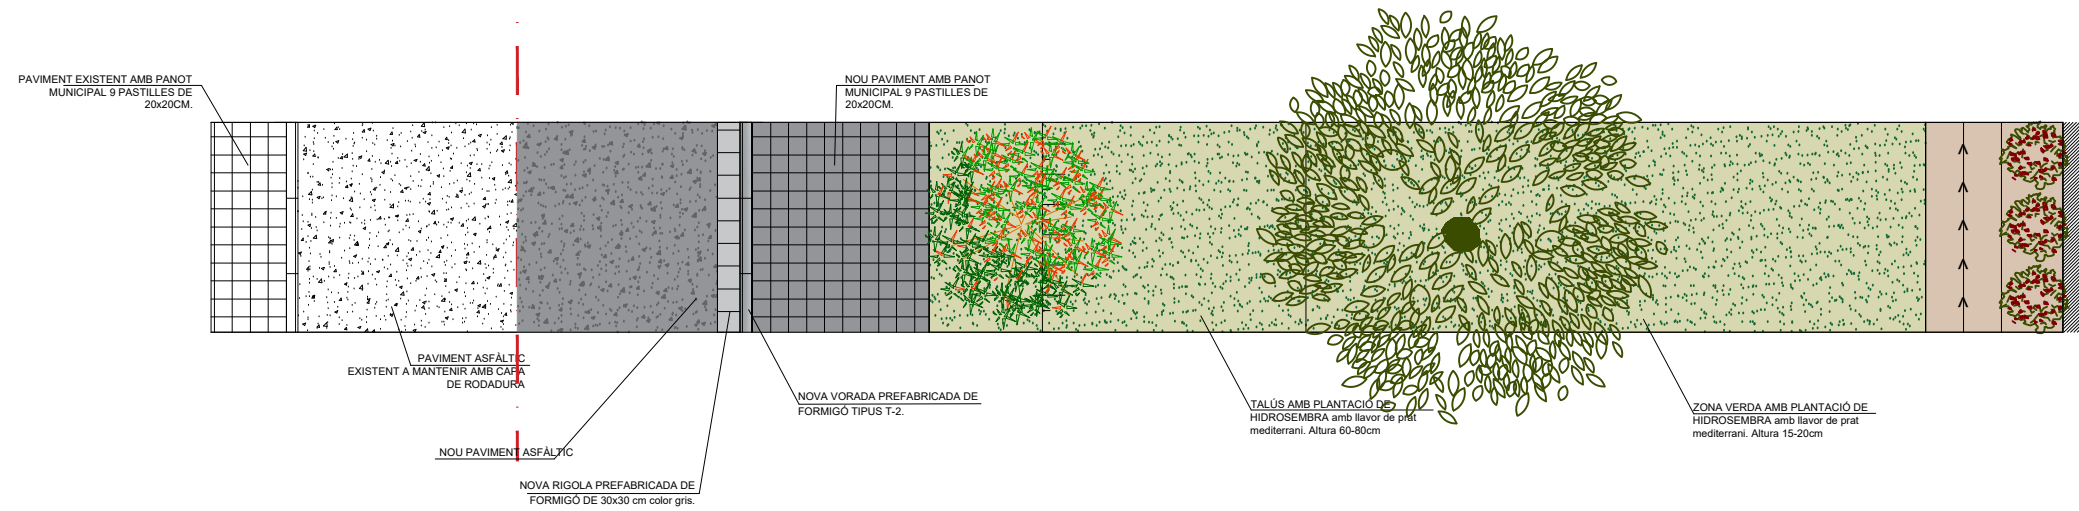 PAVIMENT EXISTENT AMB PANOT
MUNICIPAL 9 PASTILLES DE
20x20CM.
NOU PAVIMENT AMB PANOT
MUNICIPAL 9 PASTILLES DE
20x20CM.
PAVIMENT ASFÀLTIC
EXISTENT A MANTENIR AMB CAPA
DE RODADURA
NOVA VORADA PREFABRICADA DE
FORMIGÓ TIPUS T-2.
TALÚS AMB PLANTACIÓ DE
HIDROSEMBRA amb llavor de prat
mediterrani. Altura 60-80cm
ZONA VERDA AMB PLANTACIÓ DE
HIDROSEMBRA amb llavor de prat
mediterrani. Altura 15-20cm
NOU PAVIMENT ASFÀLTIC
NOVA RIGOLA PREFABRICADA DE
FORMIGÓ DE 30x30 cm color gris.